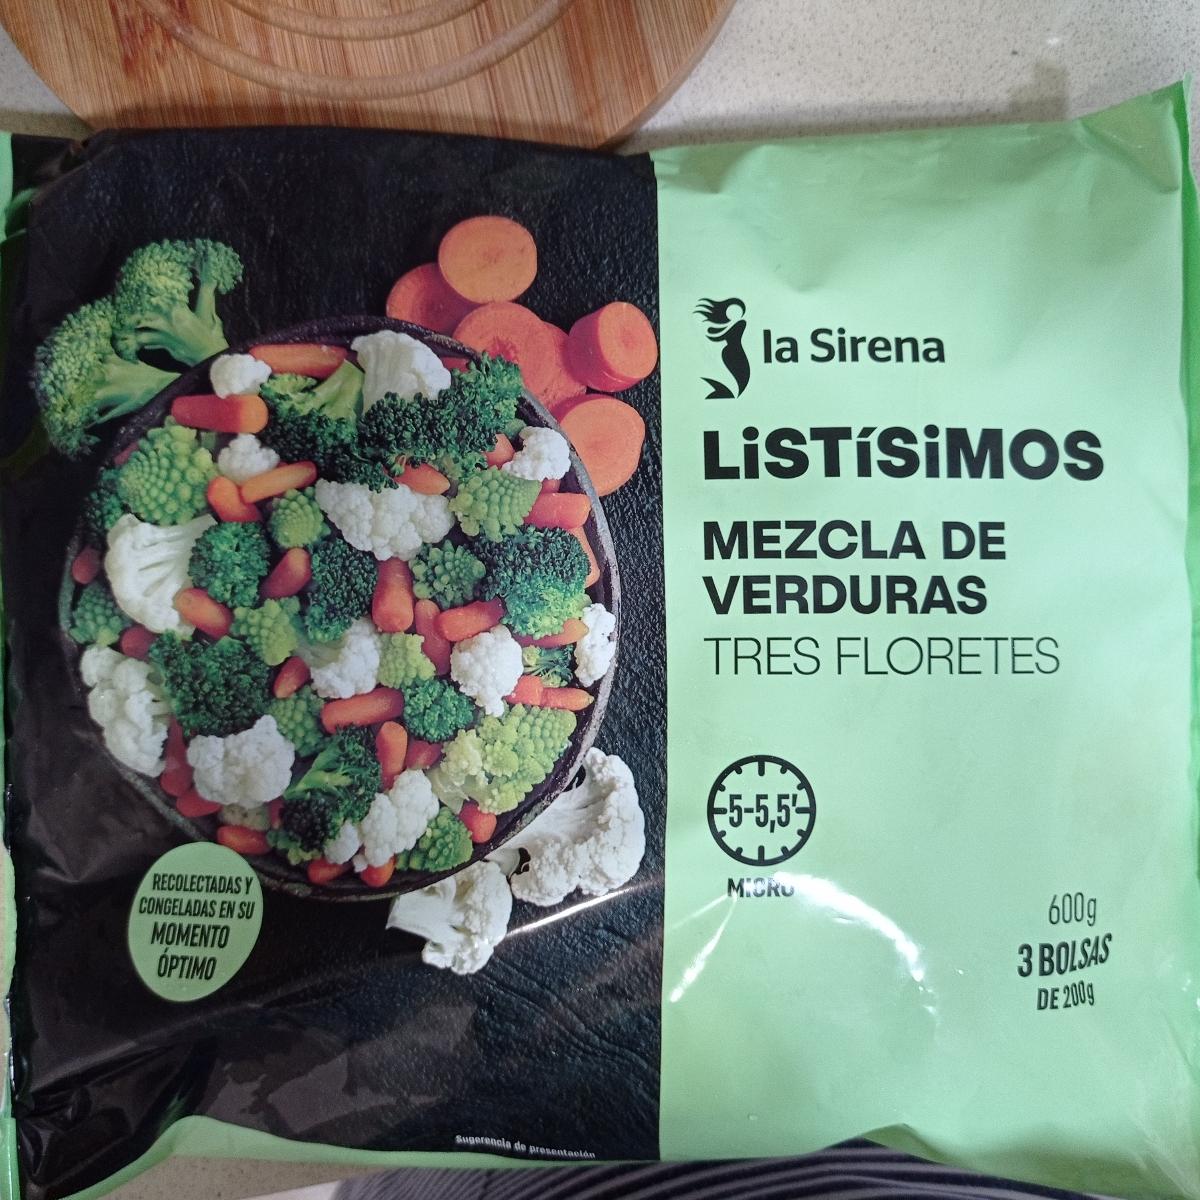 la Sirena
LiSTíSiMOS
MEZCLA DE
VERDURAS
TRES FLORETES
5-5,5'
MICRO
600g
3 BOLSAS
DE 200g
RECOLECTADAS Y
CONGELADAS EN SU
MOMENTO
ÓPTIMO
Sugerencia de presentación